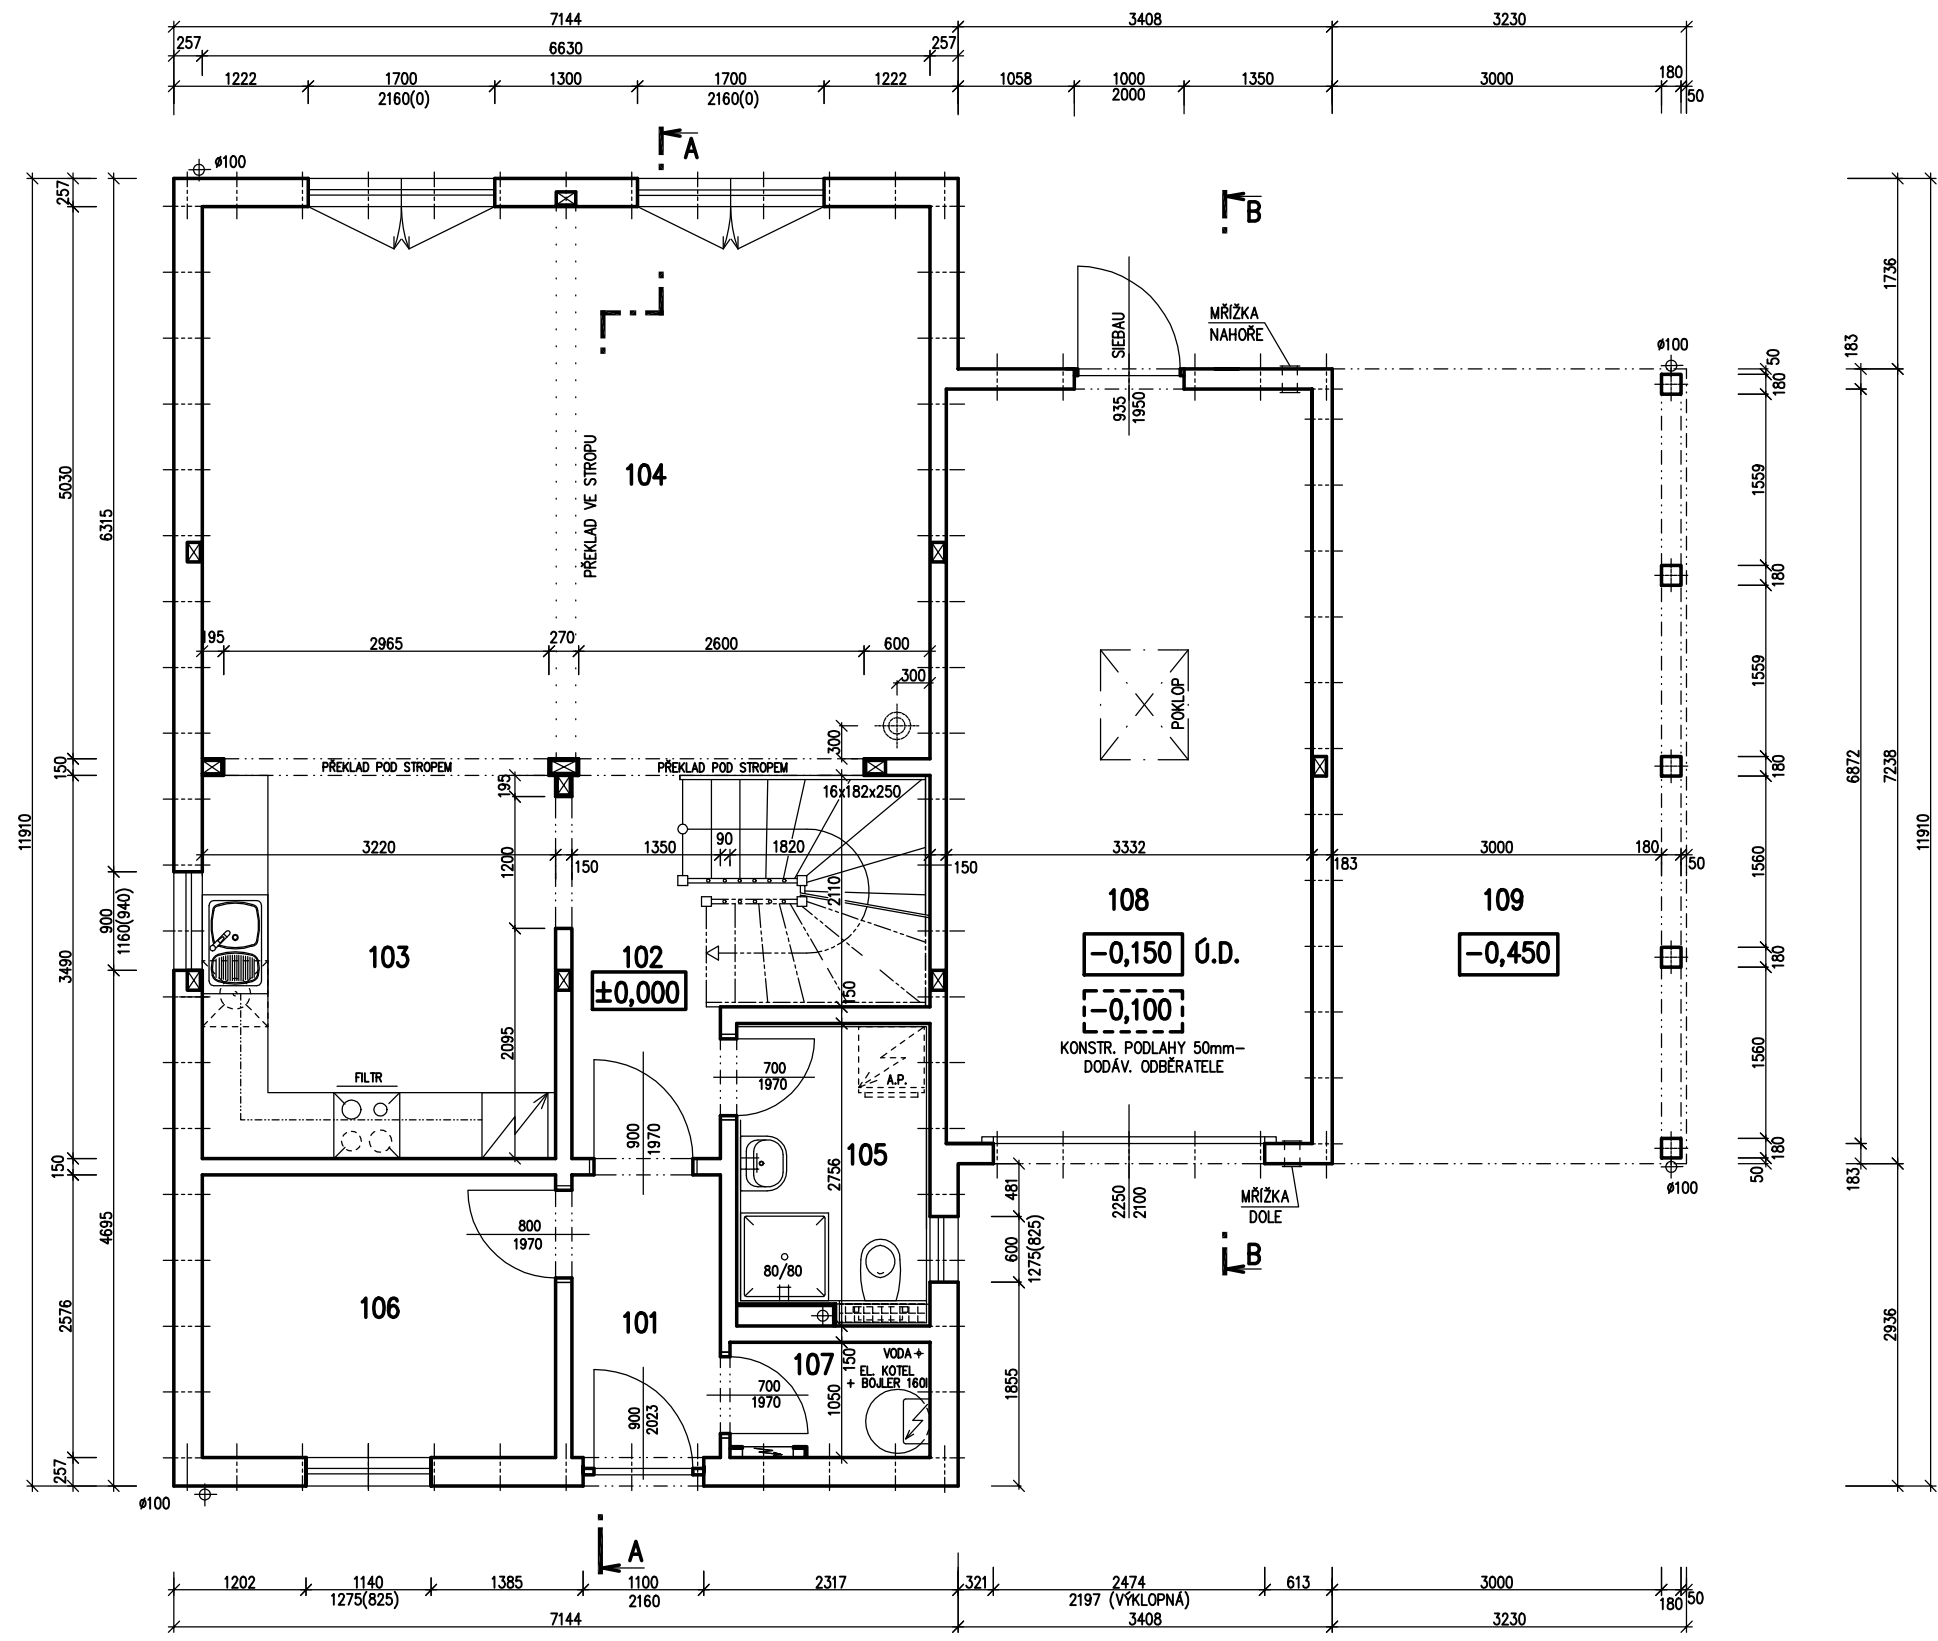 7144 3408 3230
257 6630 257
1222 1700 1300 1700 1222 1058 1000 1350 3000 180
2160(0) 2160(0) 2000 50
A
ø100
B
257
1736
MŘÍŽKA
NAHOŘE
SIEBAU
ø100
50
183
180
935
1950
PŘEKLAD VE STROPU
104
5030
6315
1559
195 2965 270 2600 600
300
POKLOP
1559
300
150
PŘEKLAD POD STROPEM PŘEKLAD POD STROPEM
180
180
6872
7238
195
16x182x250
11910
11910
90
3220 1200 150 1350 1820 150 3332 183 3000 180 50
2110
1560
900
1160(940)
108 109
103 102
±0,000
-0,150 Ú.D.
-0,450
-0,100
3490
150
180
KONSTR. PODLAHY 50mm-
DODÁV. ODBĚRATELE
2095
FILTR
700
1970
A.P.
1560
900
1970
105
2756
150
180
50
183
ø100
481
2250
2100
MŘÍŽKA
DOLE
4695
800
1970
600
1275(825)
B
80/80
106 101
2576
2936
107
150
VODA
EL. KOTEL
+ BOJLER 160l
700
1970
1050
1855
900
2023
257
ø100
A
1202 1140 1385 1100 2317 321 2474 613 3000
1275(825) 2160 2197 (VÝKLOPNÁ) 180 50
7144 3408 3230